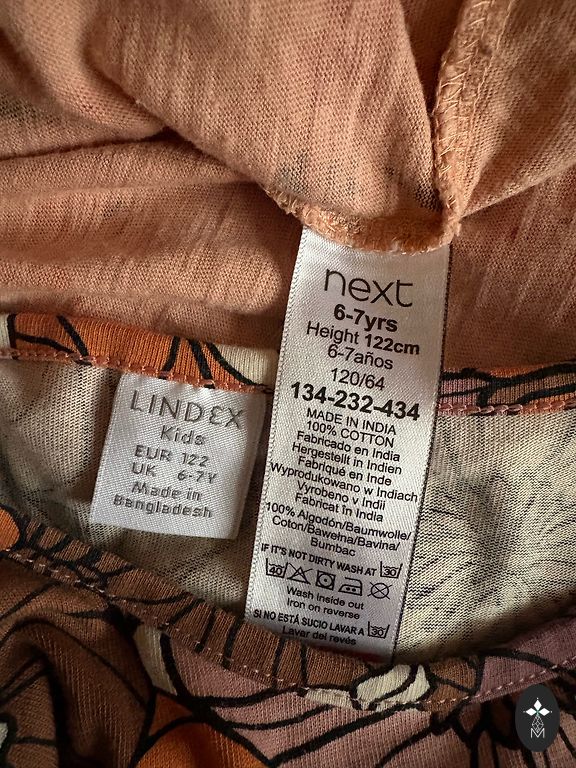 next
6-7yrs
Height 122cm
6-7años
120/64
134-232-434
MADE IN INDIA
100% COTTON
Fabricado en India
Hergestellt in Indien
Fabriqué en Inde
Wyprodukowano w Indiach
Vyrobeno v Indii
Fabricat în India
100% Algodón/Baumwolle/
Coton/Bawełna/Bavlna/
Bumbac
IF IT'S NOT DIRTY WASH AT 30°
40°
Wash inside out
Iron on reverse
SI NO ESTÁ SUCIO LAVAR A 30°
Lavar del revés
LINDEX
Kids
EUR 122
UK 6-7Y
Made in
Bangladesh
M